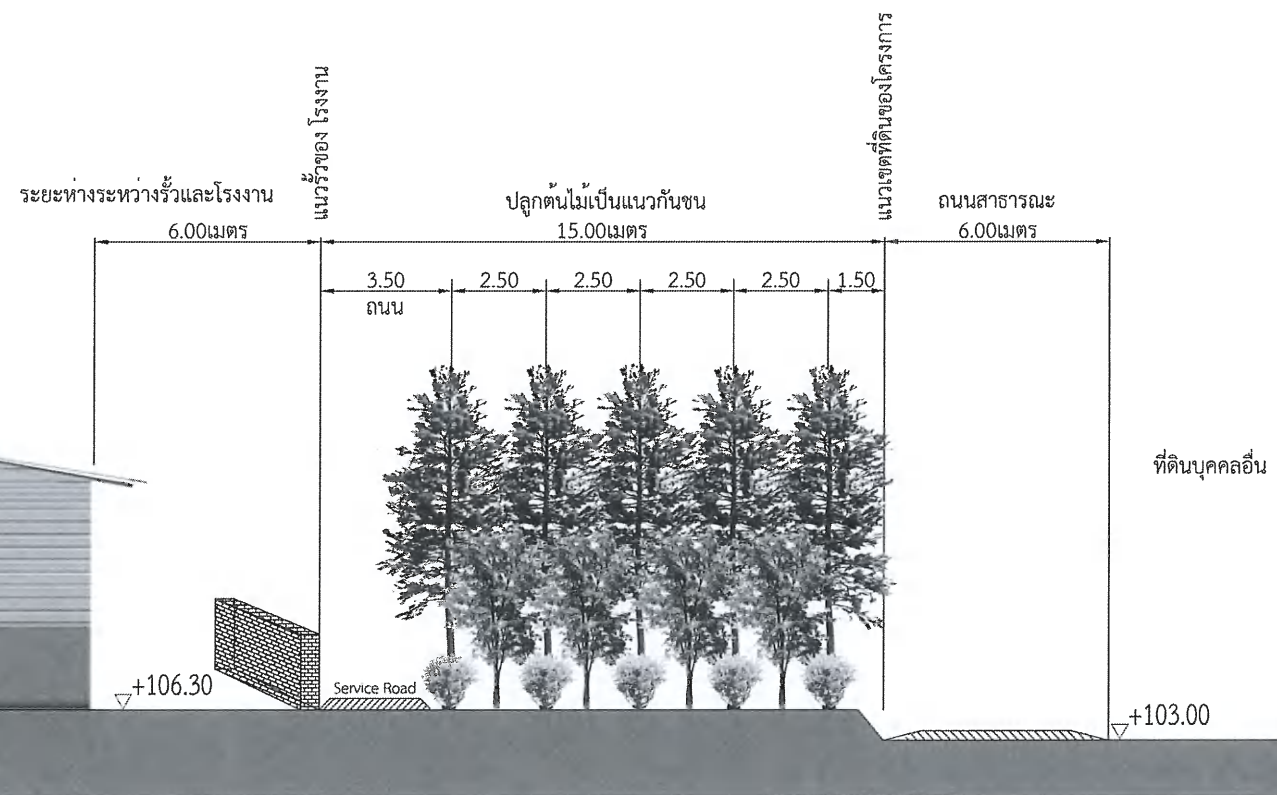 แนวรั้วของ โรงงาน
แนวเขตที่ดินของโครงการ
ระยะห่างระหว่างรั้วและโรงงาน
ปลูกต้นไม้เป็นแนวกันชน
ถนนสาธารณะ
6.00เมตร
15.00เมตร
6.00เมตร
3.50
2.50
2.50
2.50
2.50
1.50
ถนน
ที่ดินบุคคลอื่น
+106.30
Service Road
+103.00